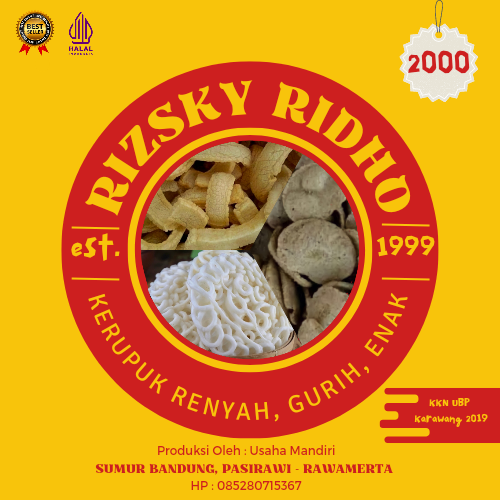 BEST
SELLER
HALAL
INDONESIA
2000
RIZSKY RIDHO
eST.
1999
KERUPUK RENYAH, GURIH, ENAK
KKN UBP
Karawang 2019
Produksi Oleh : Usaha Mandiri
SUMUR BANDUNG, PASIRAWI - RAWAMERTA
HP : 085280715367